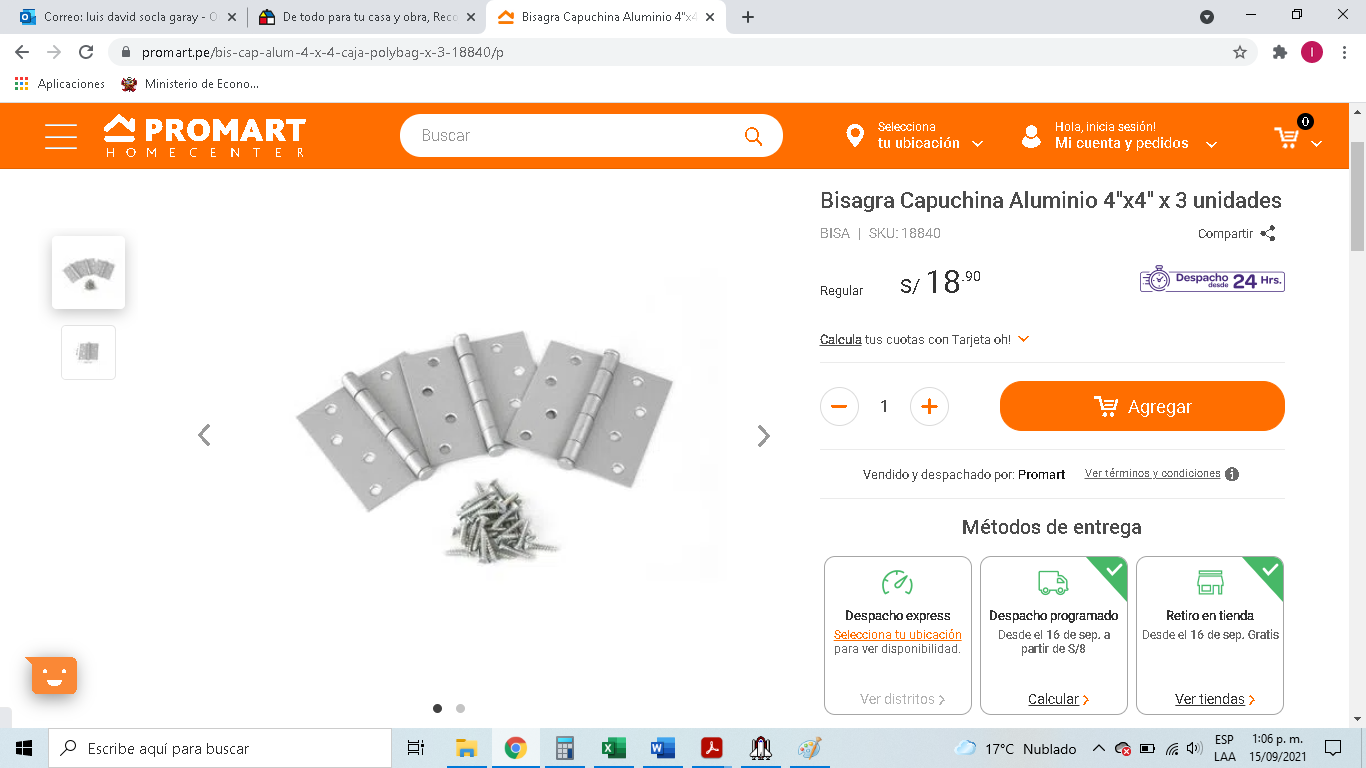 Correo: luis david socla garay - O
De todo para tu casa y obra, Recc
Bisagra Capuchina Aluminio 4"x4
promart.pe/bis-cap-alum-4-x-4-caja-polybag-x-3-18840/p
I
Aplicaciones
Ministerio de Econo...
PROMART
HOMECENTER
Buscar
Selecciona
tu ubicación
Hola, inicia sesión!
Mi cuenta y pedidos
0
Bisagra Capuchina Aluminio 4"x4" x 3 unidades
BISA | SKU: 18840
Compartir
Regular
S/ 18.90
Despacho desde 24 Hrs.
Calcula tus cuotas con Tarjeta oh!
1
Agregar
Vendido y despachado por: Promart
Ver términos y condiciones
Métodos de entrega
Despacho express
Selecciona tu ubicación
para ver disponibilidad.
Ver distritos
Despacho programado
Desde el 16 de sep. a
partir de S/8
Calcular
Retiro en tienda
Desde el 16 de sep. Gratis
Ver tiendas
Escribe aquí para buscar
17°C Nublado
ESP
LAA
1:06 p. m.
15/09/2021